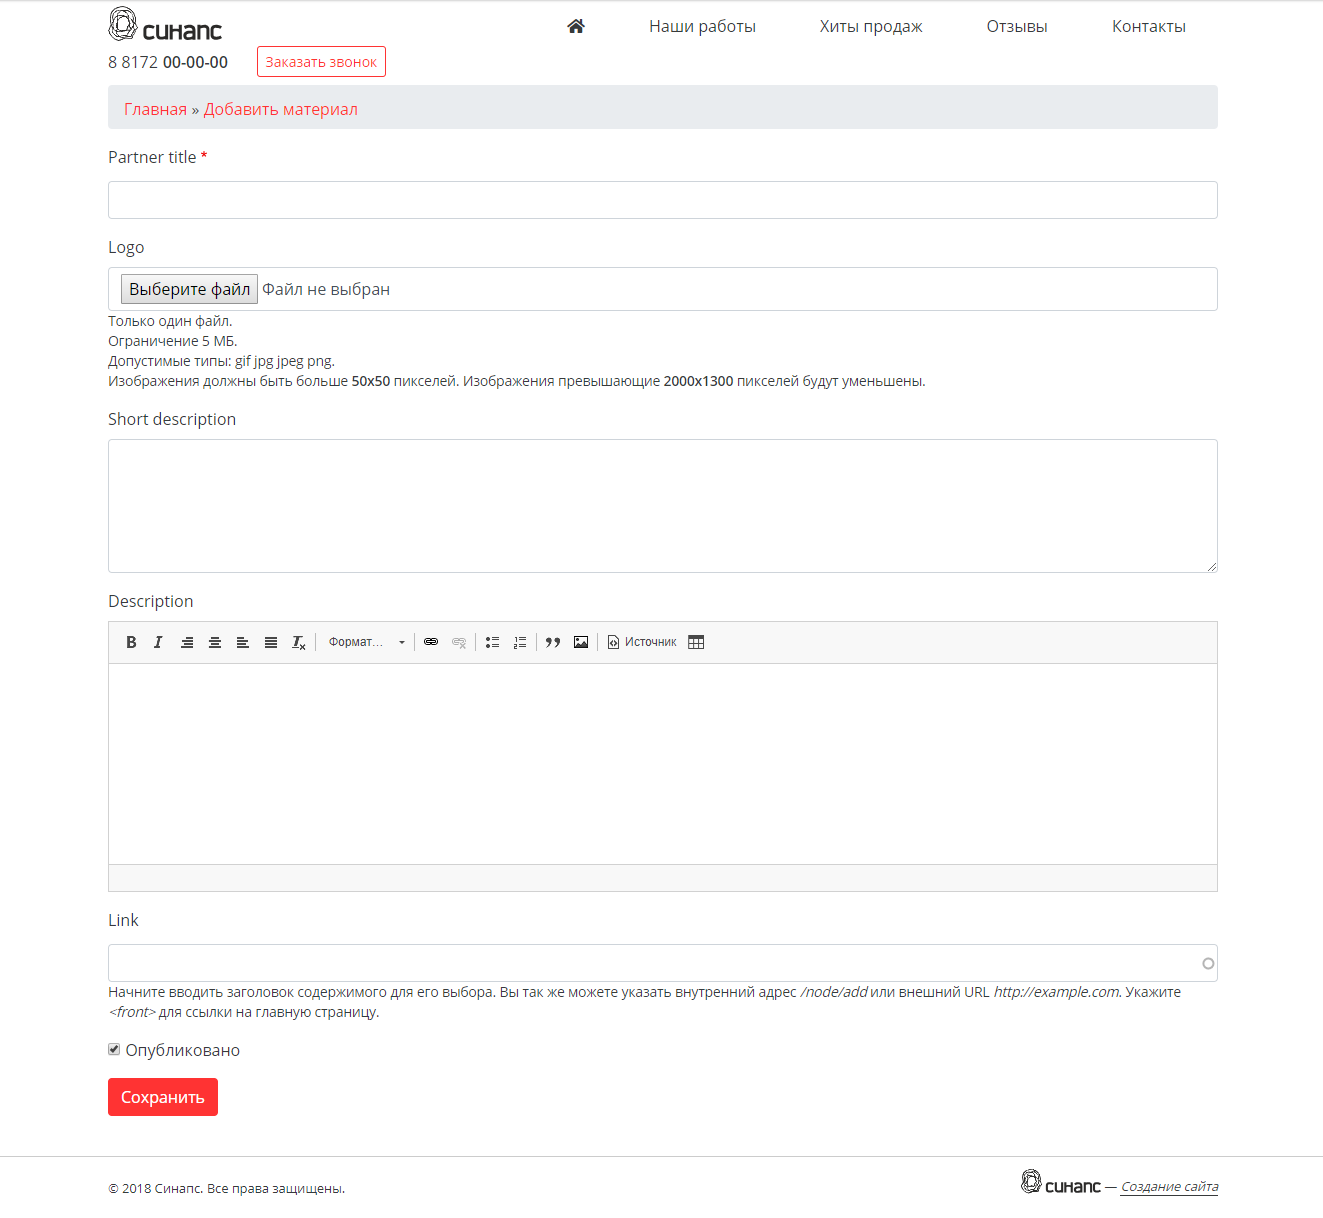 синапс
Наши работы
Хиты продаж
Отзывы
Контакты
8 8172 00-00-00
Заказать звонок
Главная » Добавить материал
Partner title *
Logo
Выберите файл Файл не выбран
Только один файл.
Ограничение 5 МБ.
Допустимые типы: gif jpg jpeg png.
Изображения должны быть больше 50x50 пикселей. Изображения превышающие 2000x1300 пикселей будут уменьшены.
Short description
Description
B I Ix Формат... Источник
Link
Начните вводить заголовок содержимого для его выбора. Вы так же можете указать внутренний адрес /node/add или внешний URL http://example.com. Укажите
<front> для ссылки на главную страницу.
Опубликовано
Сохранить
© 2018 Синапс. Все права защищены.
синапс — Создание сайта